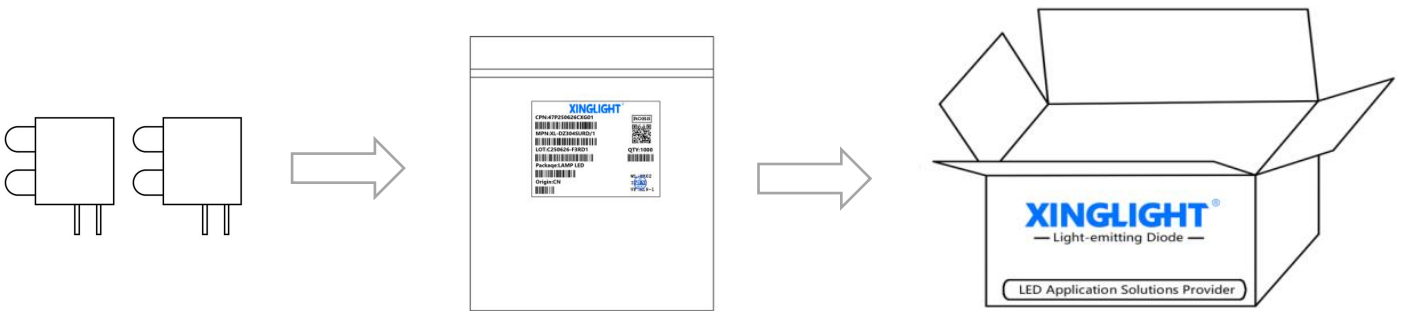 XINGLIGHT
CPN:47P250626CXG01
ROHS
MPN:XL-DZ304SURD/1
LOT:C250626-F3RD1
QTY:1000
Package:LAMP LED
Origin:CN
XINGLIGHT®
Light-emitting Diode
LED Application Solutions Provider